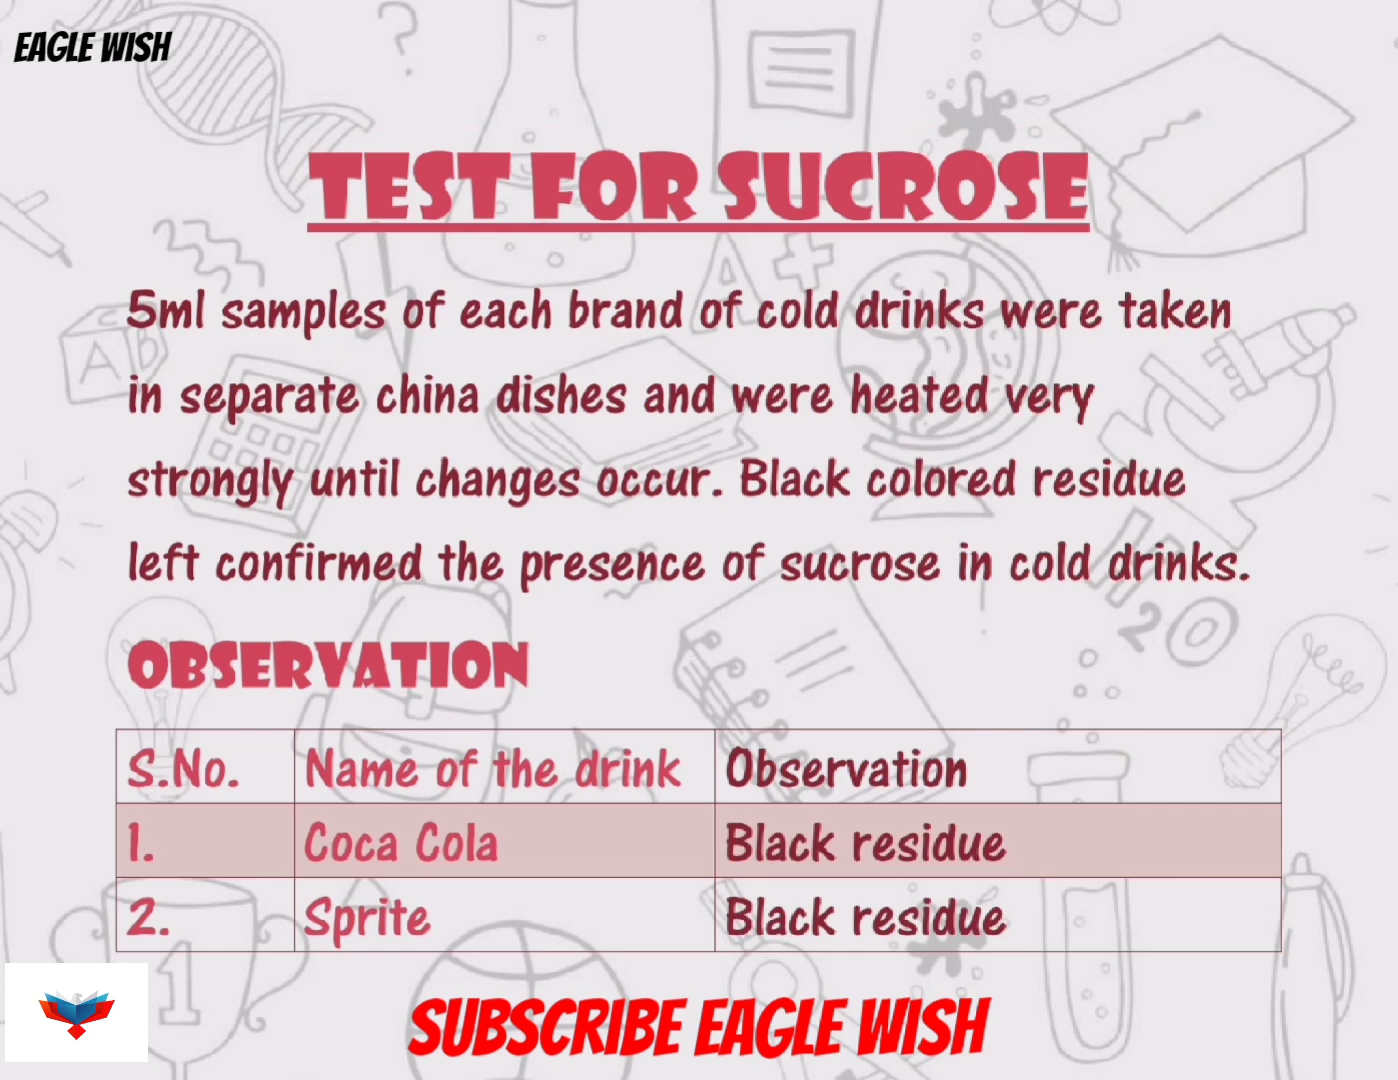 EAGLE WISH
TEST FOR SUCROSE
5ml samples of each brand of cold drinks were taken
in separate china dishes and were heated very
strongly until changes occur. Black colored residue
left confirmed the presence of sucrose in cold drinks.
OBSERVATION
S.No. Name of the drink Observation
1. Coca Cola Black residue
2. Sprite Black residue
SUBSCRIBE EAGLE WISH
A+
AB
C
H2O
1
?